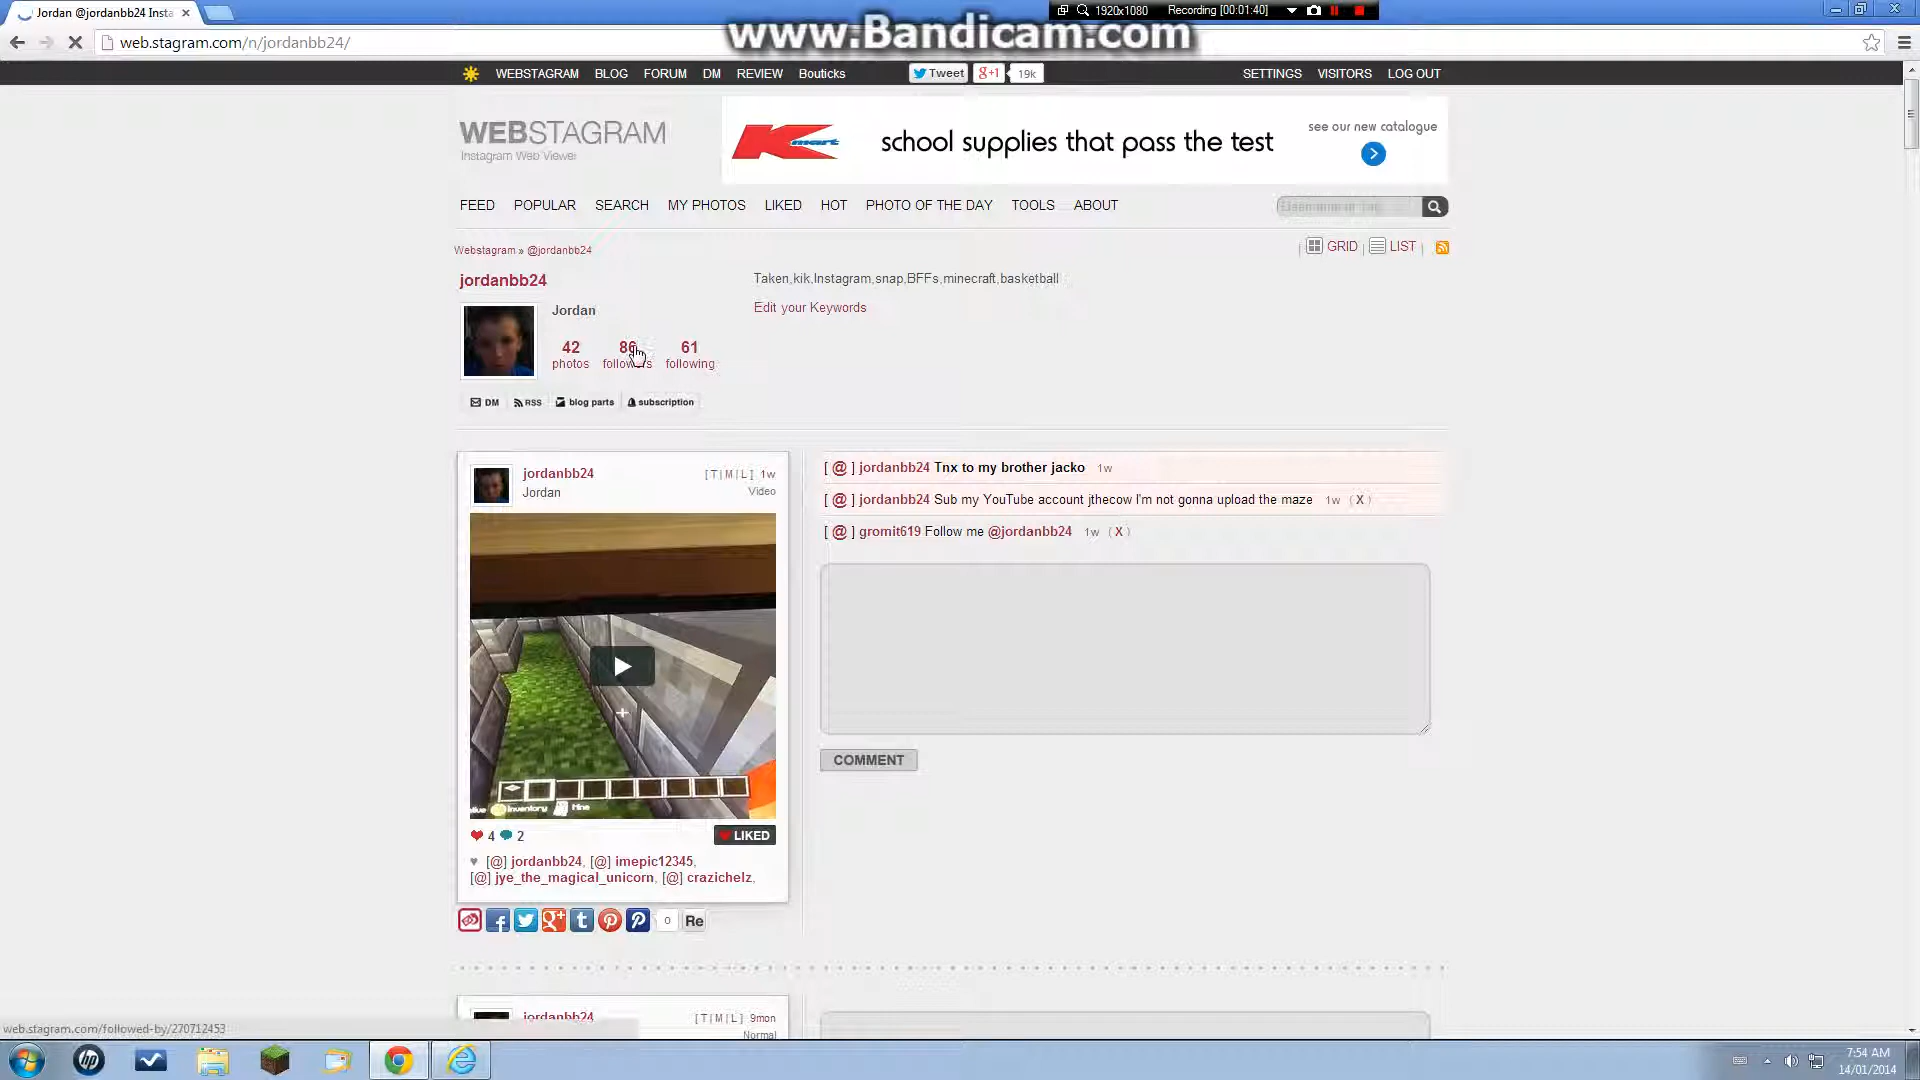 Jordan @jordanbb24 Insta
1920x1080
Recording [00:01:40]
www.Bandicam.com
web.stagram.com/n/jordanbb24/
WEBSTAGRAM BLOG FORUM DM REVIEW Bouticks
Tweet
g+1
19k
SETTINGS VISITORS LOG OUT
WEBSTAGRAM
Instagram Web Viewer
Kmart
school supplies that pass the test
see our new catalogue
FEED POPULAR SEARCH MY PHOTOS LIKED HOT PHOTO OF THE DAY TOOLS ABOUT
Webstagram » @jordanbb24
GRID LIST
jordanbb24
Taken,kik,Instagram,snap,BFFs,minecraft,basketball
Edit your Keywords
Jordan
42 86 61
photos followers following
DM RSS blog parts subscription
jordanbb24 [ T | M | L ] 1w
Jordan Video
[ @ ] jordanbb24 Tnx to my brother jacko 1w
[ @ ] jordanbb24 Sub my YouTube account jthecow I'm not gonna upload the maze 1w ( X )
[ @ ] gromit619 Follow me @jordanbb24 1w ( X )
Inventory Mine
COMMENT
4 2 LIKED
[@] jordanbb24, [@] imepic12345,
[@] jye_the_magical_unicorn, [@] crazichelz,
0 Re
jordanbb24 [ T | M | L ] 9mon
Normal
web.stagram.com/followed-by/270712453
hp
7:54 AM
14/01/2014